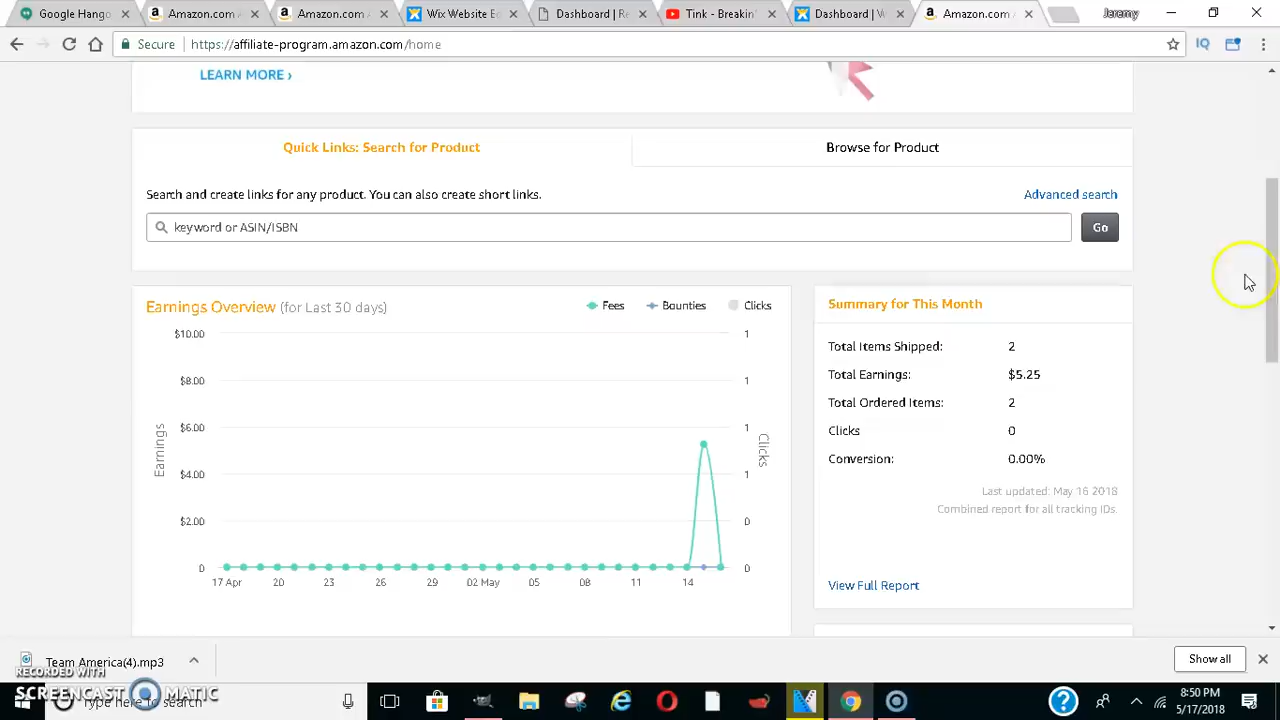 Google Hang
Amazon.co
Amazon.com
Wix Website E
Dashboard | Re
Tink - Breakin
Dashboard | W
Amazon.com
Jeremy
Secure https://affiliate-program.amazon.com/home
IQ
LEARN MORE ›
Quick Links: Search for Product
Browse for Product
Search and create links for any product. You can also create short links.
Advanced search
keyword or ASIN/ISBN
Go
Earnings Overview (for Last 30 days)
Fees Bounties Clicks
Summary for This Month
$10.00 1
$8.00 1
$6.00 1
$4.00 1
$2.00 0
0 0
Earnings
Clicks
17 Apr 20 23 26 29 02 May 05 08 11 14
Total Items Shipped: 2
Total Earnings: $5.25
Total Ordered Items: 2
Clicks 0
Conversion: 0.00%
Last updated: May 16 2018
Combined report for all tracking IDs.
View Full Report
Team America(4).mp3
Show all
RECORDED WITH
SCREENCAST MATIC
Type here to search
8:50 PM
5/17/2018